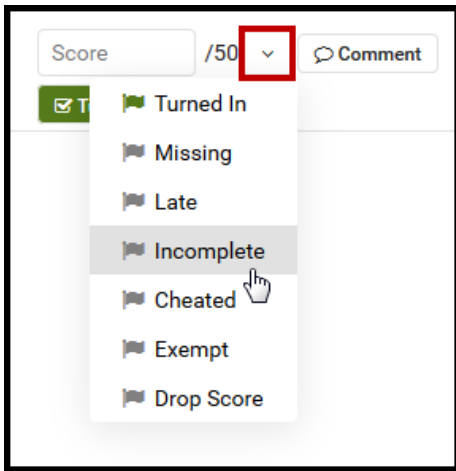 Score /50 Comment
T
Turned In
Missing
Late
Incomplete
Cheated
Exempt
Drop Score